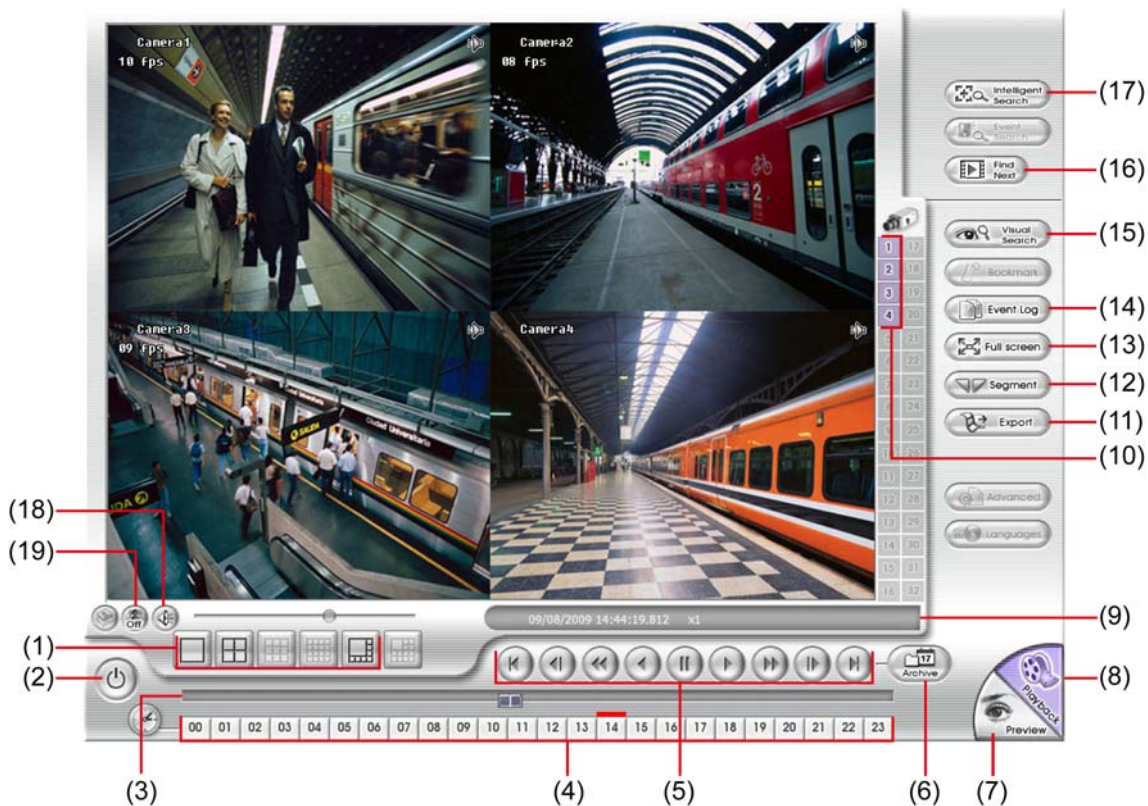 Camera1
10 fps
Camera2
08 fps
2
Camera3
09 fps
SALIDA
Ciudad Universitaria
Camera4
(17)
Intelligent Search
Event Search
(16)
Find Next
(15)
Visual Search
Bookmark
(14)
Event Log
(13)
Full screen
(12)
Segment
(11)
Export
(10)
Advanced
Languages
1 17
2 18
3 19
4 20
21
22
23
24
25
26
11 27
12 28
13 29
14 30
15 31
16 32
(18)
(19)
Off
09/08/2009 14:44:19.812 x1
(9)
(1)
(2)
17
Archive
Playback
Preview
(8)
00 01 02 03 04 05 06 07 08 09 10 11 12 13 14 15 16 17 18 19 20 21 22 23
(3)
(4)
(5)
(6)
(7)